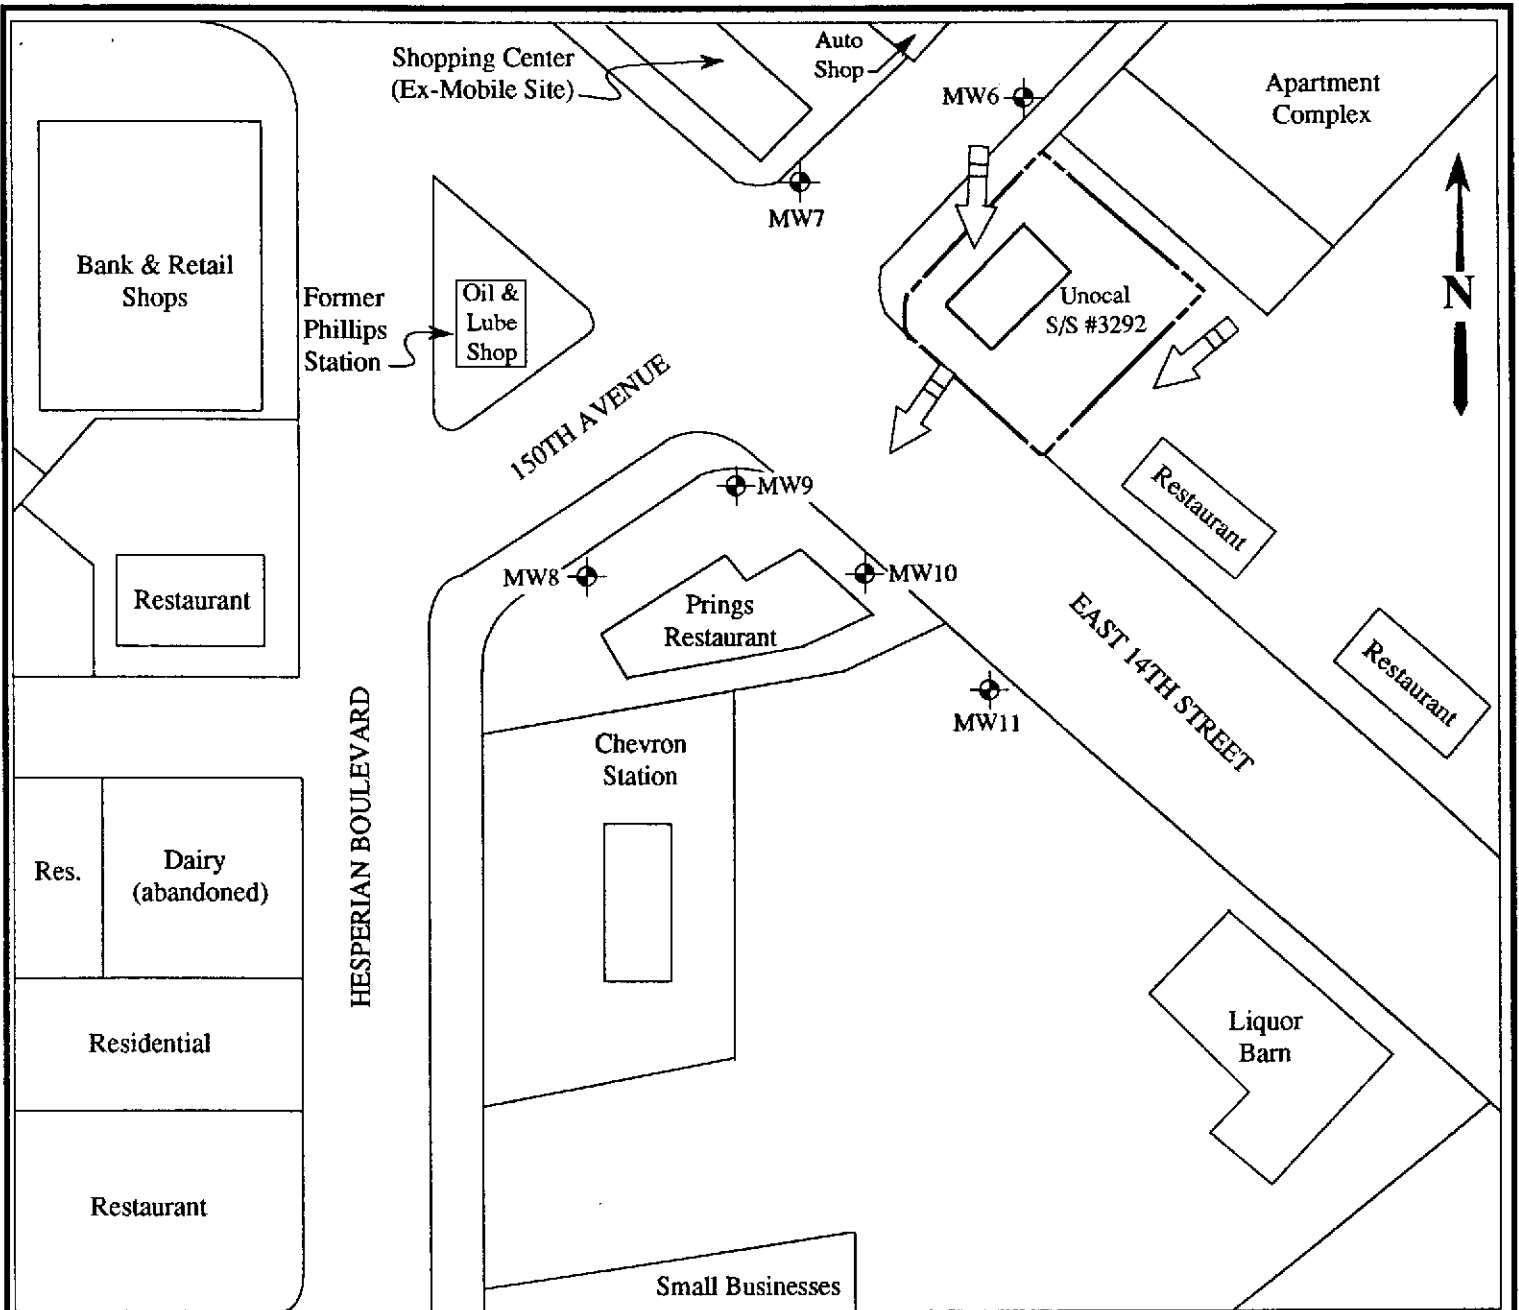 Shopping Center
(Ex-Mobile Site)
Auto
Shop
MW6
Apartment
Complex
MW7
Bank & Retail
Shops
Former
Phillips
Station
Oil &
Lube
Shop
Unocal
S/S #3292
N
150TH AVENUE
MW9
Restaurant
MW8
MW10
Restaurant
Prings
Restaurant
EAST 14TH STREET
Restaurant
MW11
HESPERIAN BOULEVARD
Chevron
Station
Res.
Dairy
(abandoned)
Residential
Liquor
Barn
Restaurant
Small Businesses